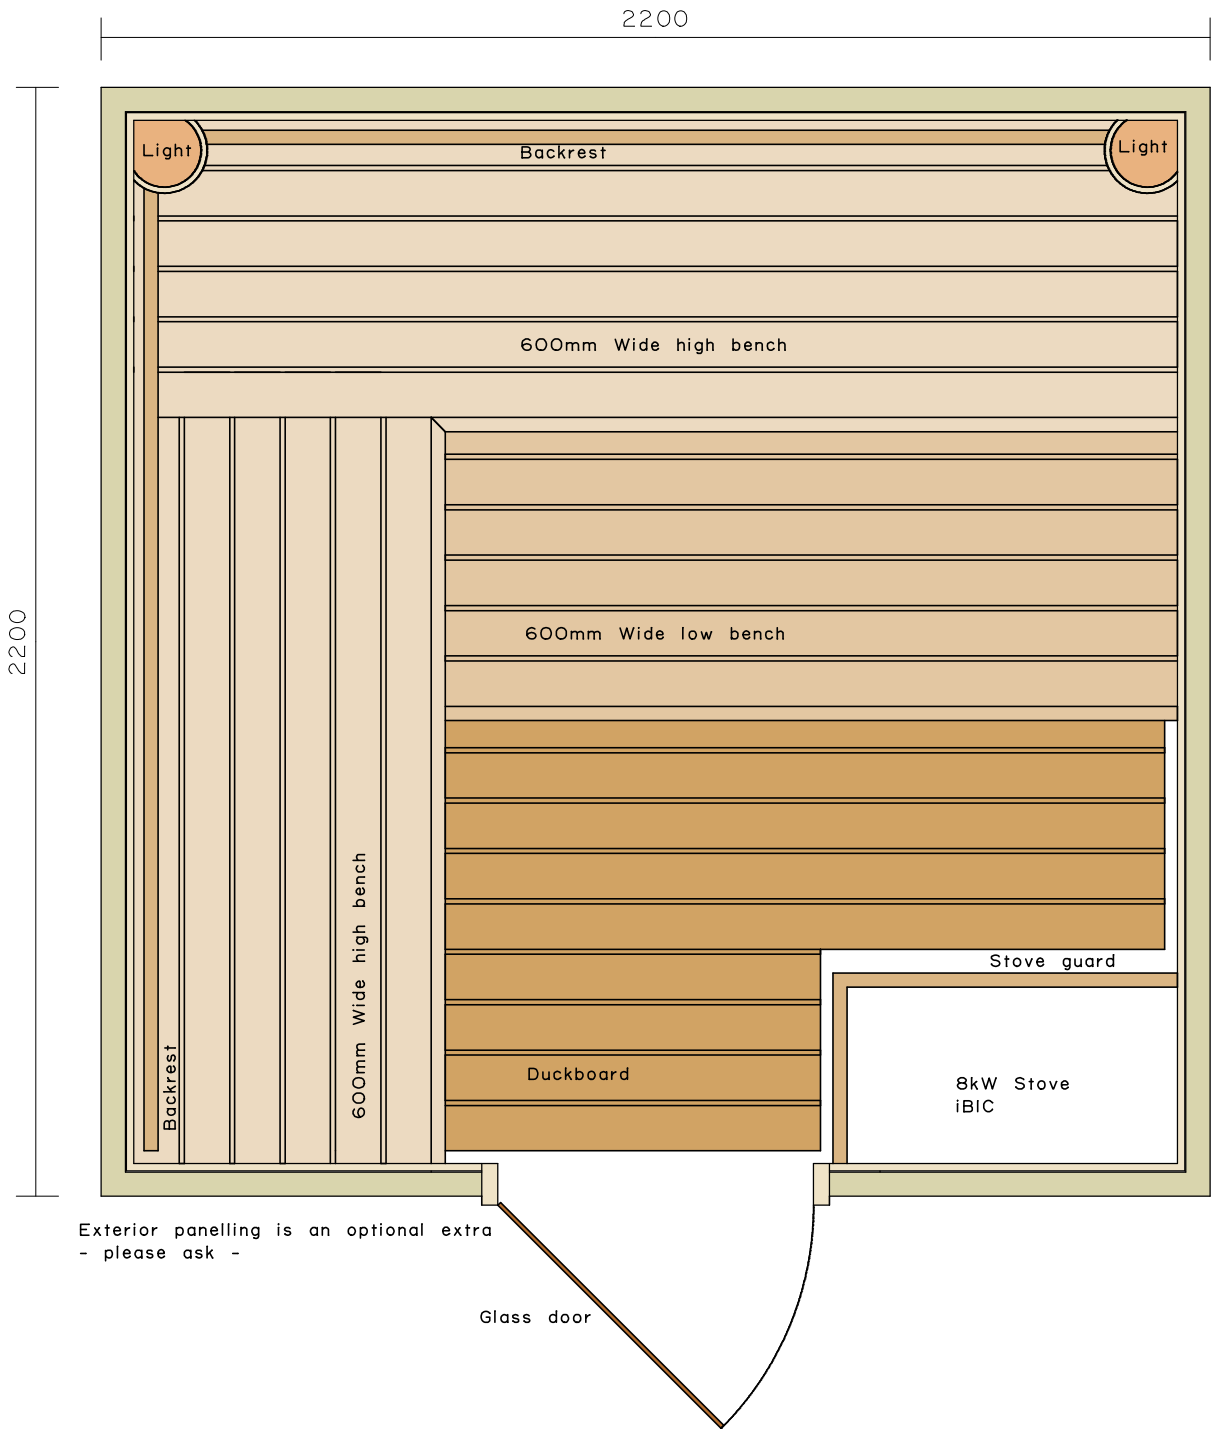 2200
Light
Backrest
Light
600mm Wide high bench
2200
600mm Wide low bench
600mm Wide high bench
Backrest
Stove guard
Duckboard
8kW Stove
iBIC
Exterior panelling is an optional extra
- please ask -
Glass door